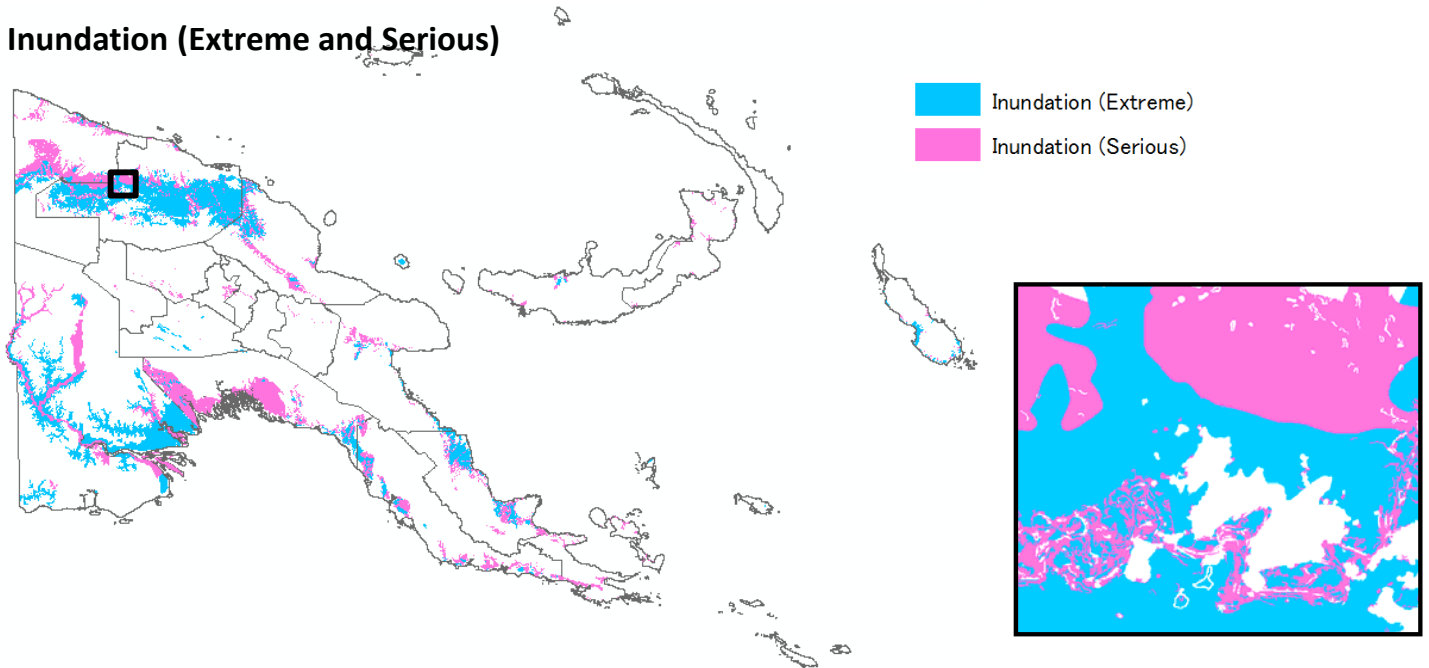 Inundation (Extreme and Serious)
Inundation (Extreme)
Inundation (Serious)